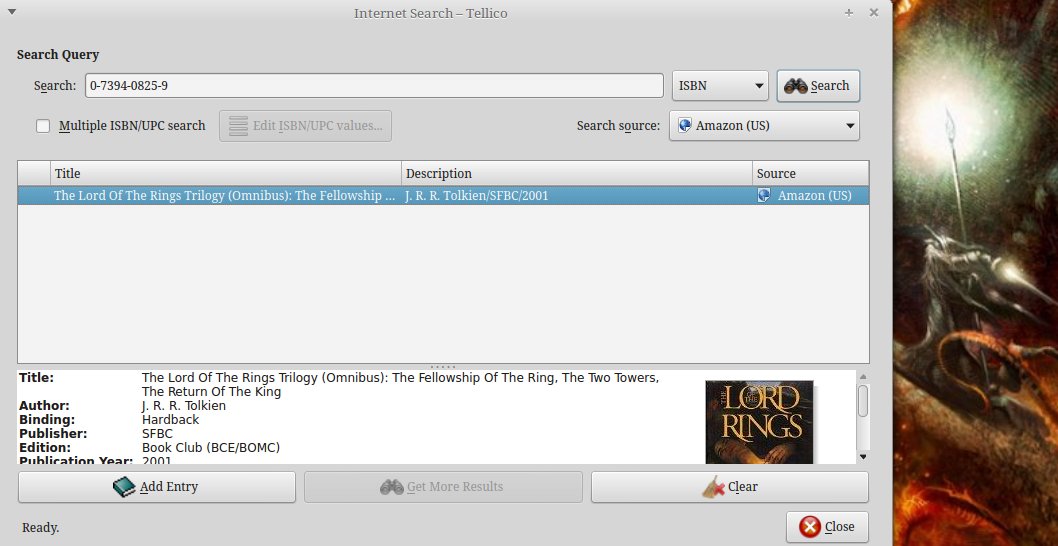 Internet Search – Tellico
Search Query
Search:
0-7394-0825-9
ISBN
Search
Multiple ISBN/UPC search
Edit ISBN/UPC values...
Search source:
Amazon (US)
Title
Description
Source
The Lord Of The Rings Trilogy (Omnibus): The Fellowship ...
J. R. R. Tolkien/SFBC/2001
Amazon (US)
Title: The Lord Of The Rings Trilogy (Omnibus): The Fellowship Of The Ring, The Two Towers,
The Return Of The King
Author: J. R. R. Tolkien
Binding: Hardback
Publisher: SFBC
Edition: Book Club (BCE/BOMC)
Publication Year: 2001
THE LORD
OF THE
RINGS
Add Entry
Get More Results
Clear
Ready.
Close